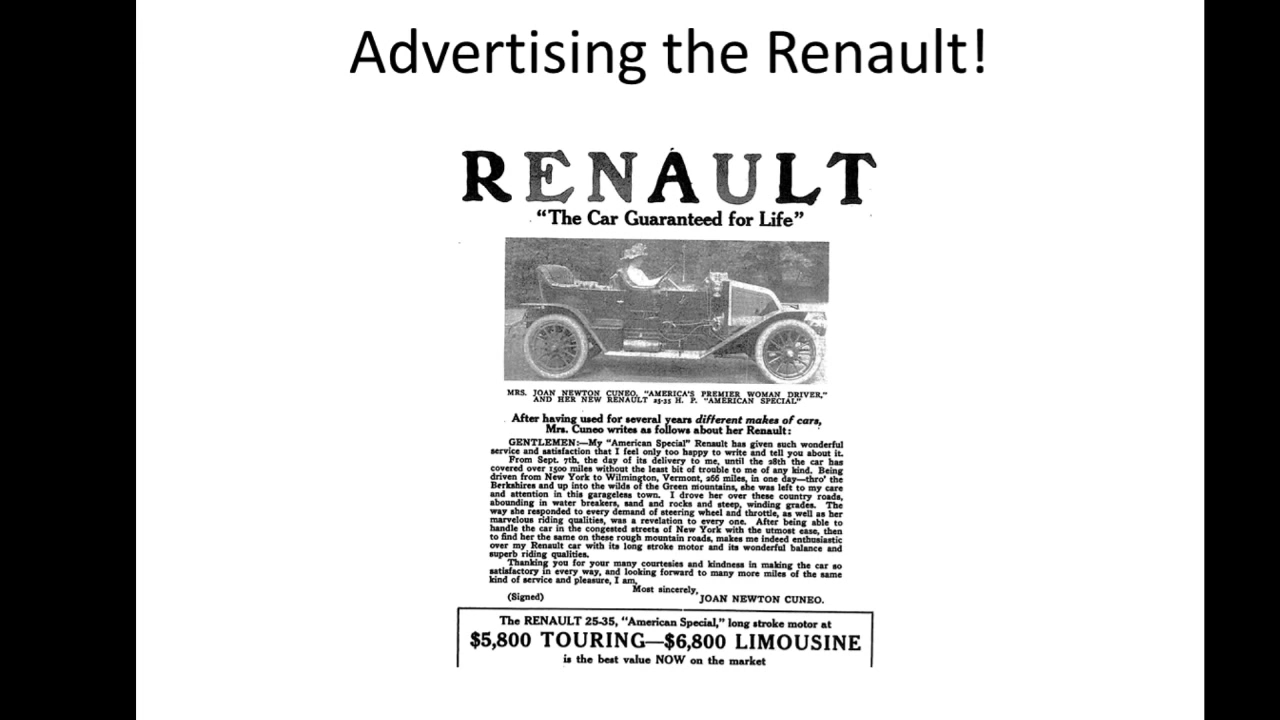 Advertising the Renault!
RENAULT
"The Car Guaranteed for Life"
MRS. JOAN NEWTON CUNEO, "AMERICA'S PREMIER WOMAN DRIVER,"
AND HER NEW RENAULT 25-35 H. P. "AMERICAN SPECIAL"
After having used for several years different makes of cars,
Mrs. Cuneo writes as follows about her Renault:
GENTLEMEN:—My "American Special" Renault has given such wonderful
service and satisfaction that I feel only too happy to write and tell you about it.
From Sept. 7th, the day of its delivery to me, until the 28th the car has
covered over 1500 miles without the least bit of trouble to me of any kind. Being
driven from New York to Wilmington, Vermont, 266 miles, in one day—thro' the
Berkshires and up into the wilds of the Green mountains, she was left to my care
and attention in this garageless town. I drove her over these country roads,
abounding in water breakers, sand and rocks and steep, winding grades. The
way she responded to every demand of steering wheel and throttle, as well as her
marvelous riding qualities, was a revelation to every one. After being able to
handle the car in the congested streets of New York with the utmost ease, then
to find her the same on these rough mountain roads, makes me indeed enthusiastic
over my Renault car with its long stroke motor and its wonderful balance and
superb riding qualities.
Thanking you for your many courtesies and kindness in making the car so
satisfactory in every way, and looking forward to many more miles of the same
kind of service and pleasure, I am,
Most sincerely,
(Signed) JOAN NEWTON CUNEO.
The RENAULT 25-35, "American Special," long stroke motor at
$5,800 TOURING—$6,800 LIMOUSINE
is the best value NOW on the market